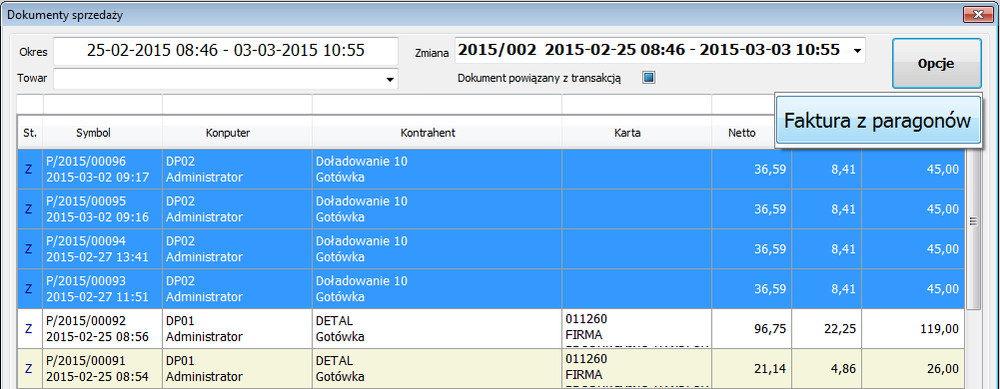 Dokumenty sprzedaży
Okres 25-02-2015 08:46 - 03-03-2015 10:55 Zmiana 2015/002 2015-02-25 08:46 - 2015-03-03 10:55 Opcje
Towar Dokument powiązany z transakcją
Faktura z paragonów
St. Symbol Konputer Kontrahent Karta Netto
Z P/2015/00096 DP02 Doładowanie 10 36,59 8,41 45,00
2015-03-02 09:17 Administrator Gotówka
Z P/2015/00095 DP02 Doładowanie 10 36,59 8,41 45,00
2015-03-02 09:16 Administrator Gotówka
Z P/2015/00094 DP02 Doładowanie 10 36,59 8,41 45,00
2015-02-27 13:41 Administrator Gotówka
Z P/2015/00093 DP02 Doładowanie 10 36,59 8,41 45,00
2015-02-27 11:51 Administrator Gotówka
Z P/2015/00092 DP01 DETAL 011260 96,75 22,25 119,00
2015-02-25 08:56 Administrator Gotówka FIRMA
Z P/2015/00091 DP01 DETAL 011260 21,14 4,86 26,00
2015-02-25 08:54 Administrator Gotówka FIRMA